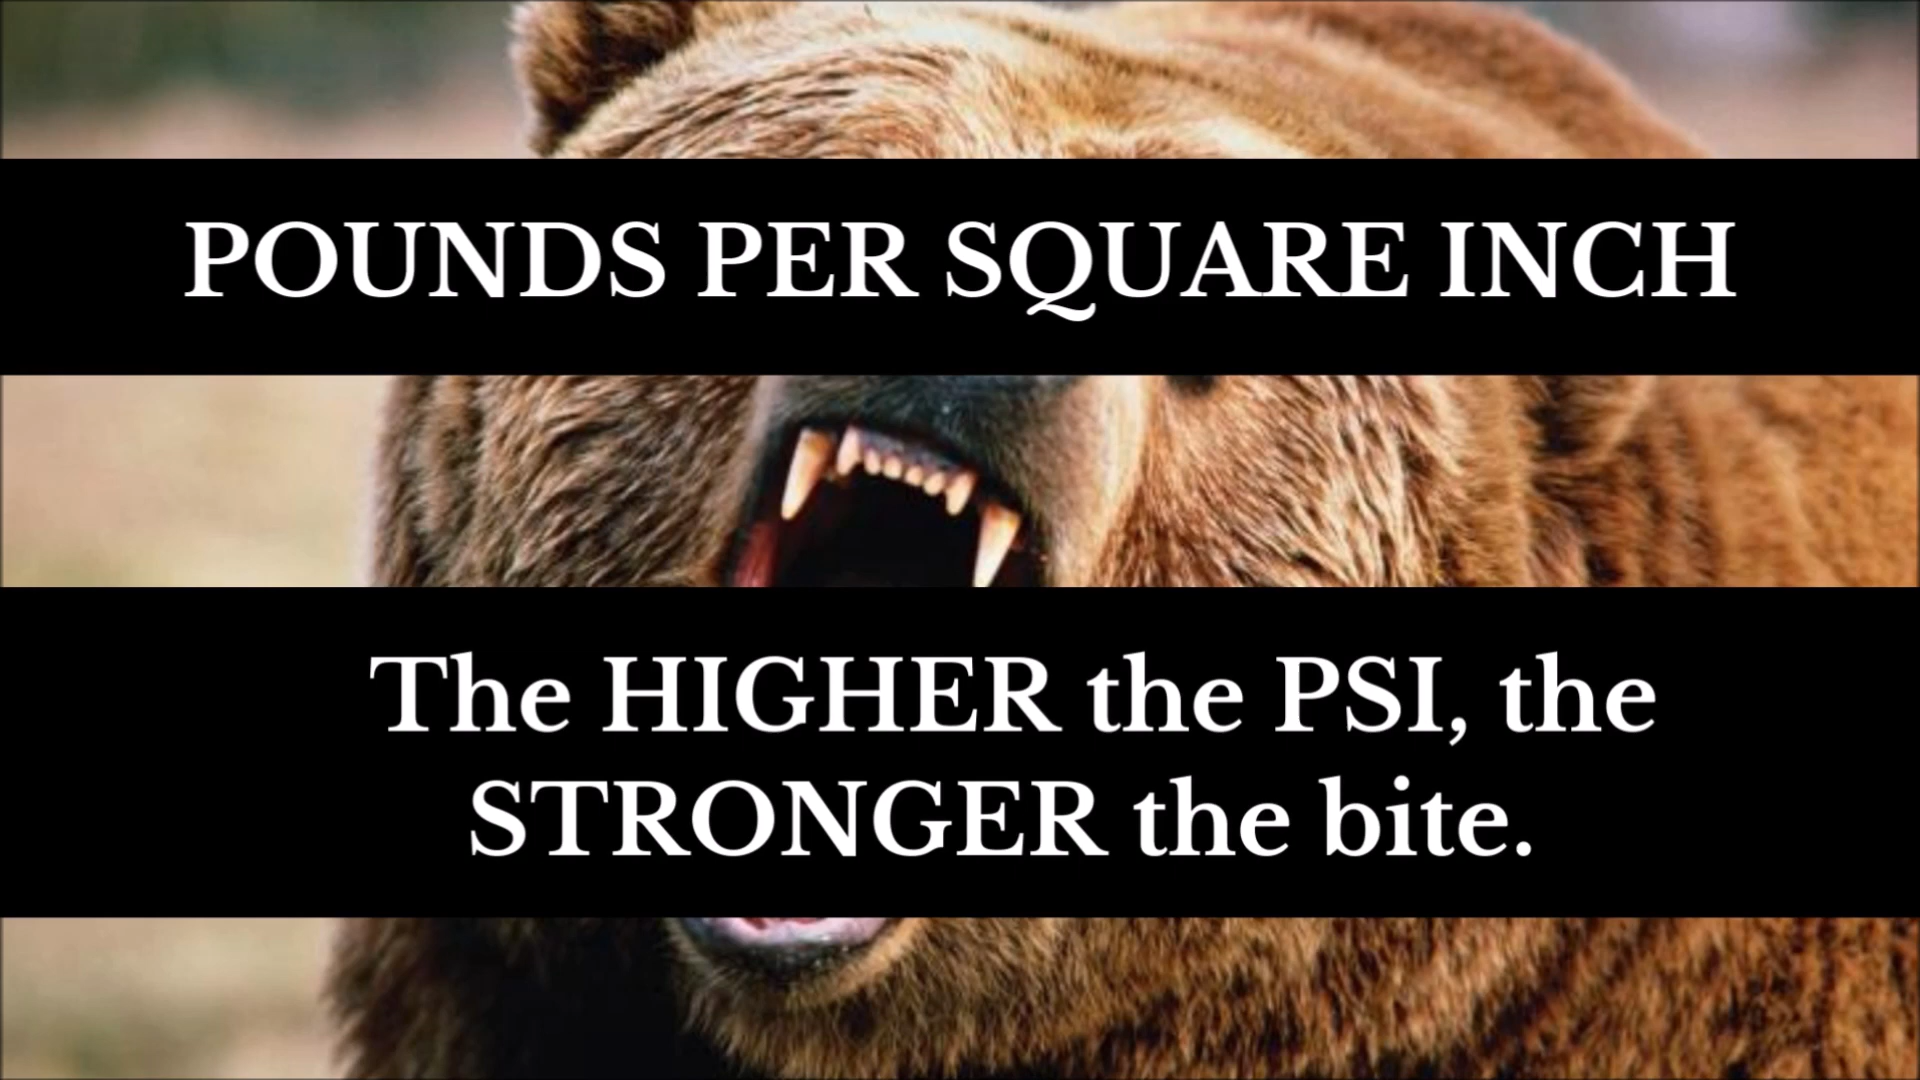 POUNDS PER SQUARE INCH
The HIGHER the PSI, the
STRONGER the bite.